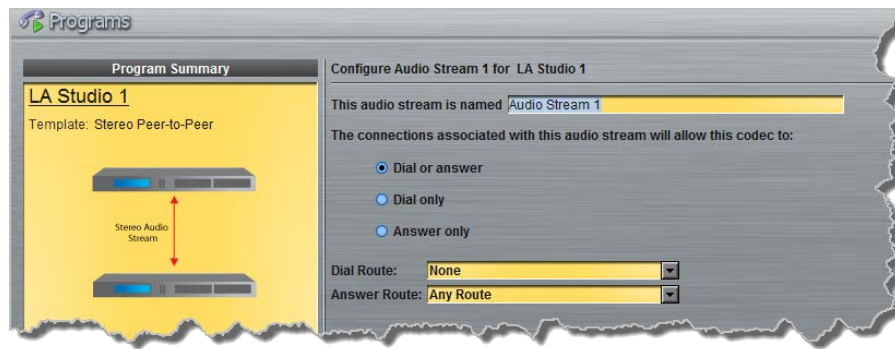 Programs
Program Summary
LA Studio 1
Template: Stereo Peer-to-Peer
Stereo Audio
Stream
Configure Audio Stream 1 for LA Studio 1
This audio stream is named Audio Stream 1
The connections associated with this audio stream will allow this codec to:
Dial or answer
Dial only
Answer only
Dial Route: None
Answer Route: Any Route